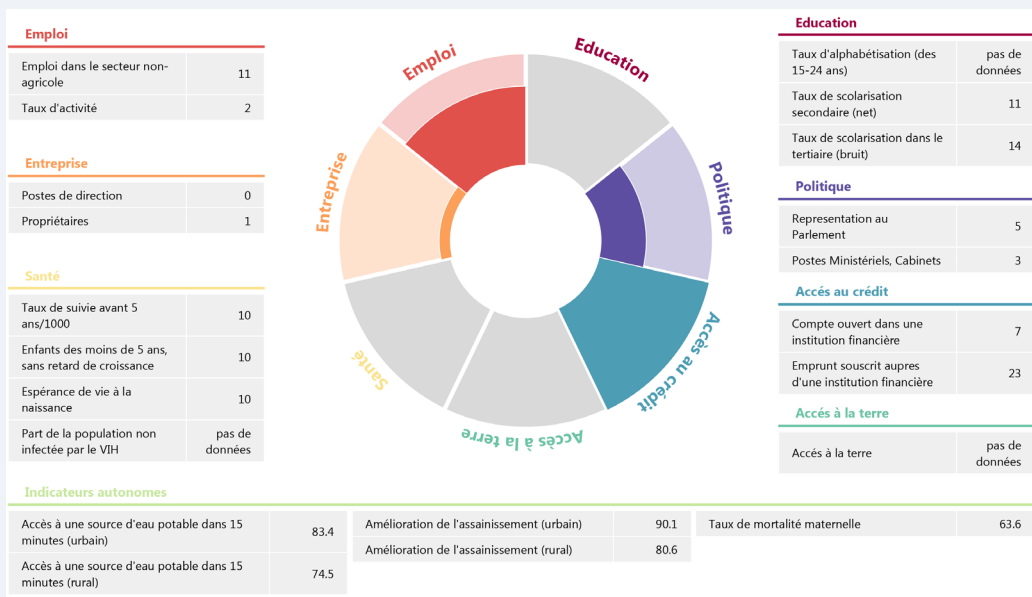 Emploi
Emploi dans le secteur non-
agricole
11
Taux d'activité
2
Entreprise
Postes de direction
0
Propriétaires
1
Santé
Taux de suivie avant 5
ans/1000
10
Enfants des moins de 5 ans,
sans retard de croissance
10
Espérance de vie à la
naissance
10
Part de la population non
infectée par le VIH
pas de
données
Emploi
Education
Politique
Accès au crédit
Accès à la terre
Santé
Entreprise
Education
Taux d'alphabétisation (des
15-24 ans)
pas de
données
Taux de scolarisation
secondaire (net)
11
Taux de scolarisation dans le
tertiaire (bruit)
14
Politique
Representation au
Parlement
5
Postes Ministériels, Cabinets
3
Accés au crédit
Compte ouvert dans une
institution financière
7
Emprunt souscrit aupres
d'une institution financière
23
Accés à la terre
Accés à la terre
pas de
données
Indicateurs autonomes
Accès à une source d'eau potable dans 15
minutes (urbain)
83.4
Accès à une source d'eau potable dans 15
minutes (rural)
74.5
Amélioration de l'assainissement (urbain)
90.1
Amélioration de l'assainissement (rural)
80.6
Taux de mortalité maternelle
63.6